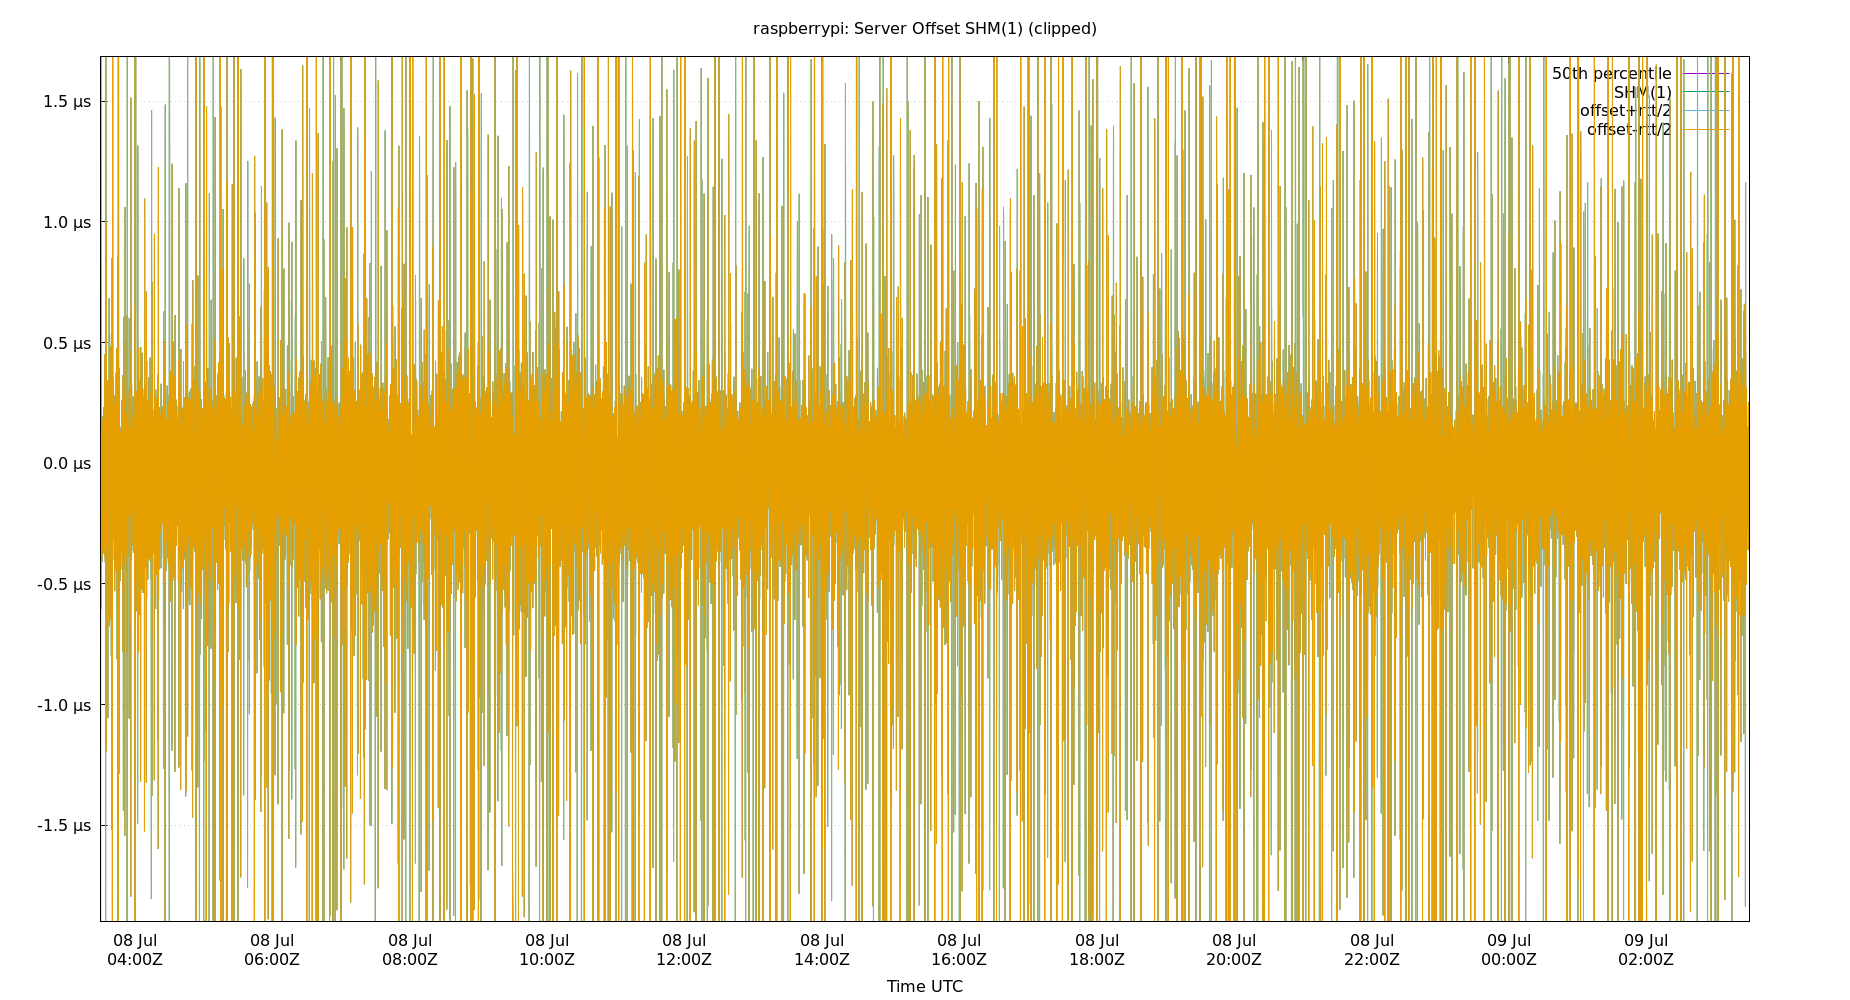 raspberrypi: Server Offset SHM(1) (clipped)
50th percentile
SHM(1)
offset+rtt/2
offset-rtt/2
1.5 µs
1.0 µs
0.5 µs
0.0 µs
-0.5 µs
-1.0 µs
-1.5 µs
08 Jul 08 Jul 08 Jul 08 Jul 08 Jul 08 Jul 08 Jul 08 Jul 08 Jul 08 Jul 09 Jul 09 Jul
04:00Z 06:00Z 08:00Z 10:00Z 12:00Z 14:00Z 16:00Z 18:00Z 20:00Z 22:00Z 00:00Z 02:00Z
Time UTC